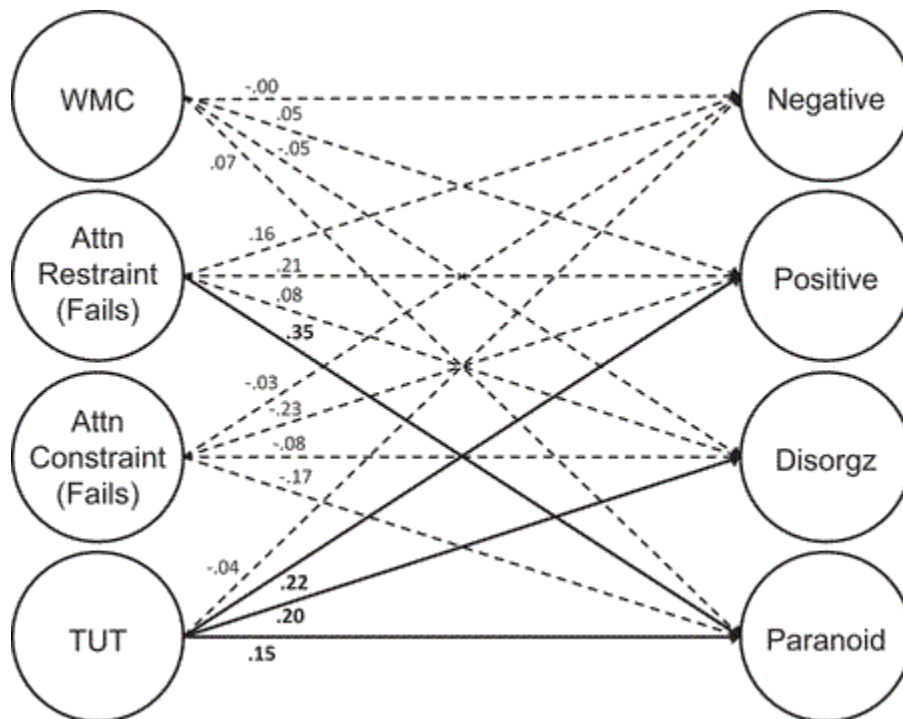 WMC
-.00
.05
-.05
.07
Negative
Attn
Restraint
(Fails)
.16
.21
.08
.35
Positive
Attn
Constraint
(Fails)
-.03
-.23
-.08
-.17
Disorgz
TUT
-.04
.22
.20
.15
Paranoid